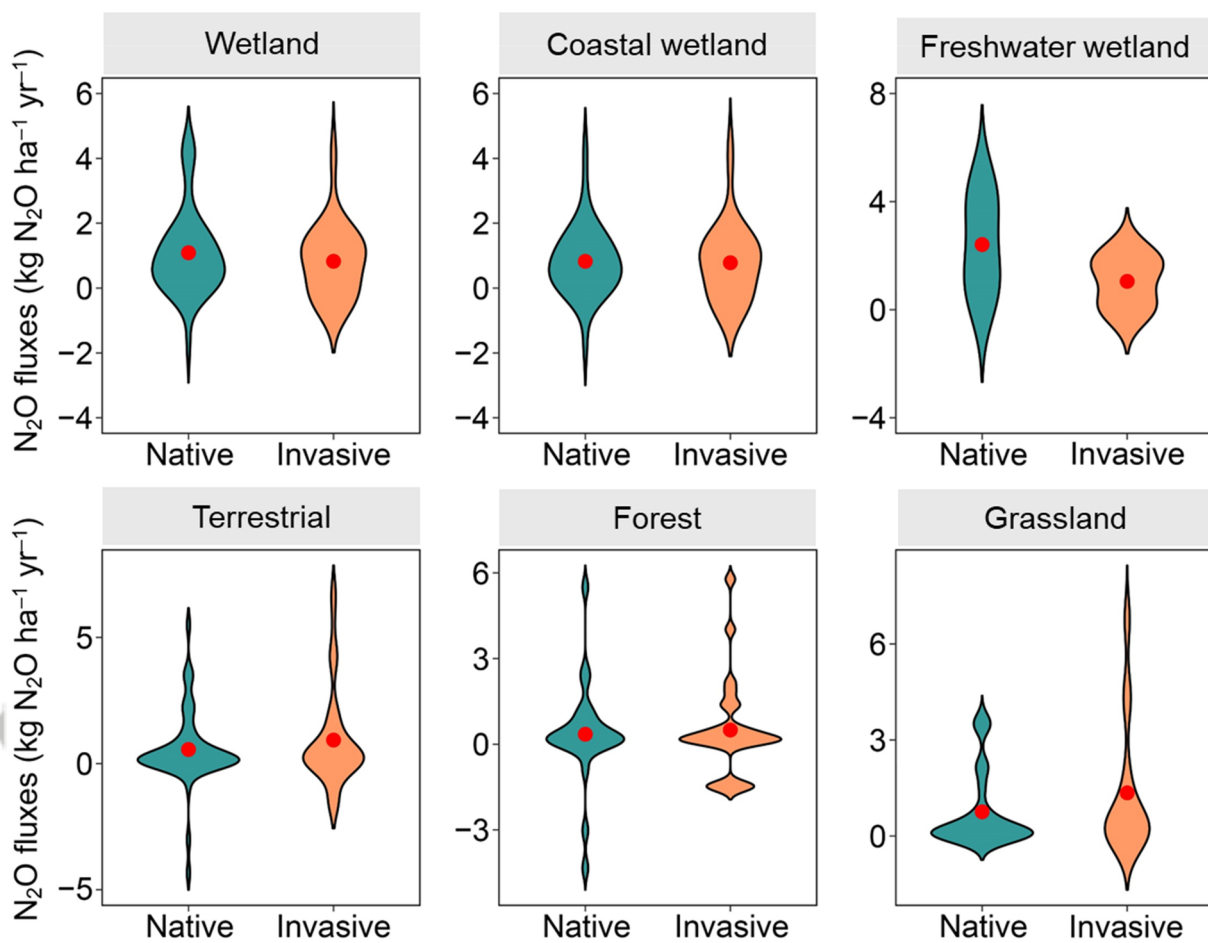 Wetland
Coastal wetland
Freshwater wetland
N₂O fluxes (kg N₂O ha⁻¹ yr⁻¹)
6
4
2
0
−2
−4
Native Invasive
6
4
2
0
−2
−4
Native Invasive
8
4
0
−4
Native Invasive
Terrestrial
Forest
Grassland
N₂O fluxes (kg N₂O ha⁻¹ yr⁻¹)
5
0
−5
Native Invasive
6
3
0
−3
Native Invasive
6
3
0
Native Invasive